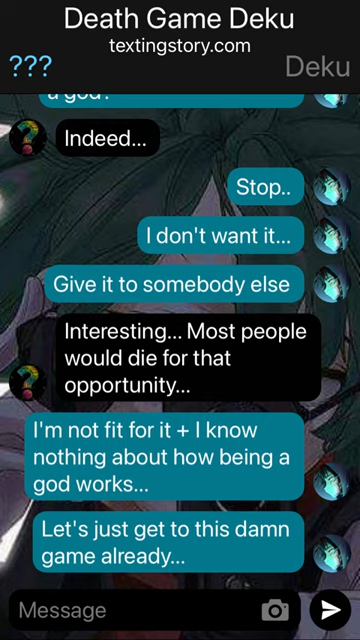 Death Game Deku
textingstory.com
???
Deku
a god?
Indeed...
Stop..
I don't want it...
Give it to somebody else
Interesting... Most people
would die for that
opportunity...
I'm not fit for it + I know
nothing about how being a
god works...
Let's just get to this damn
game already...
Message